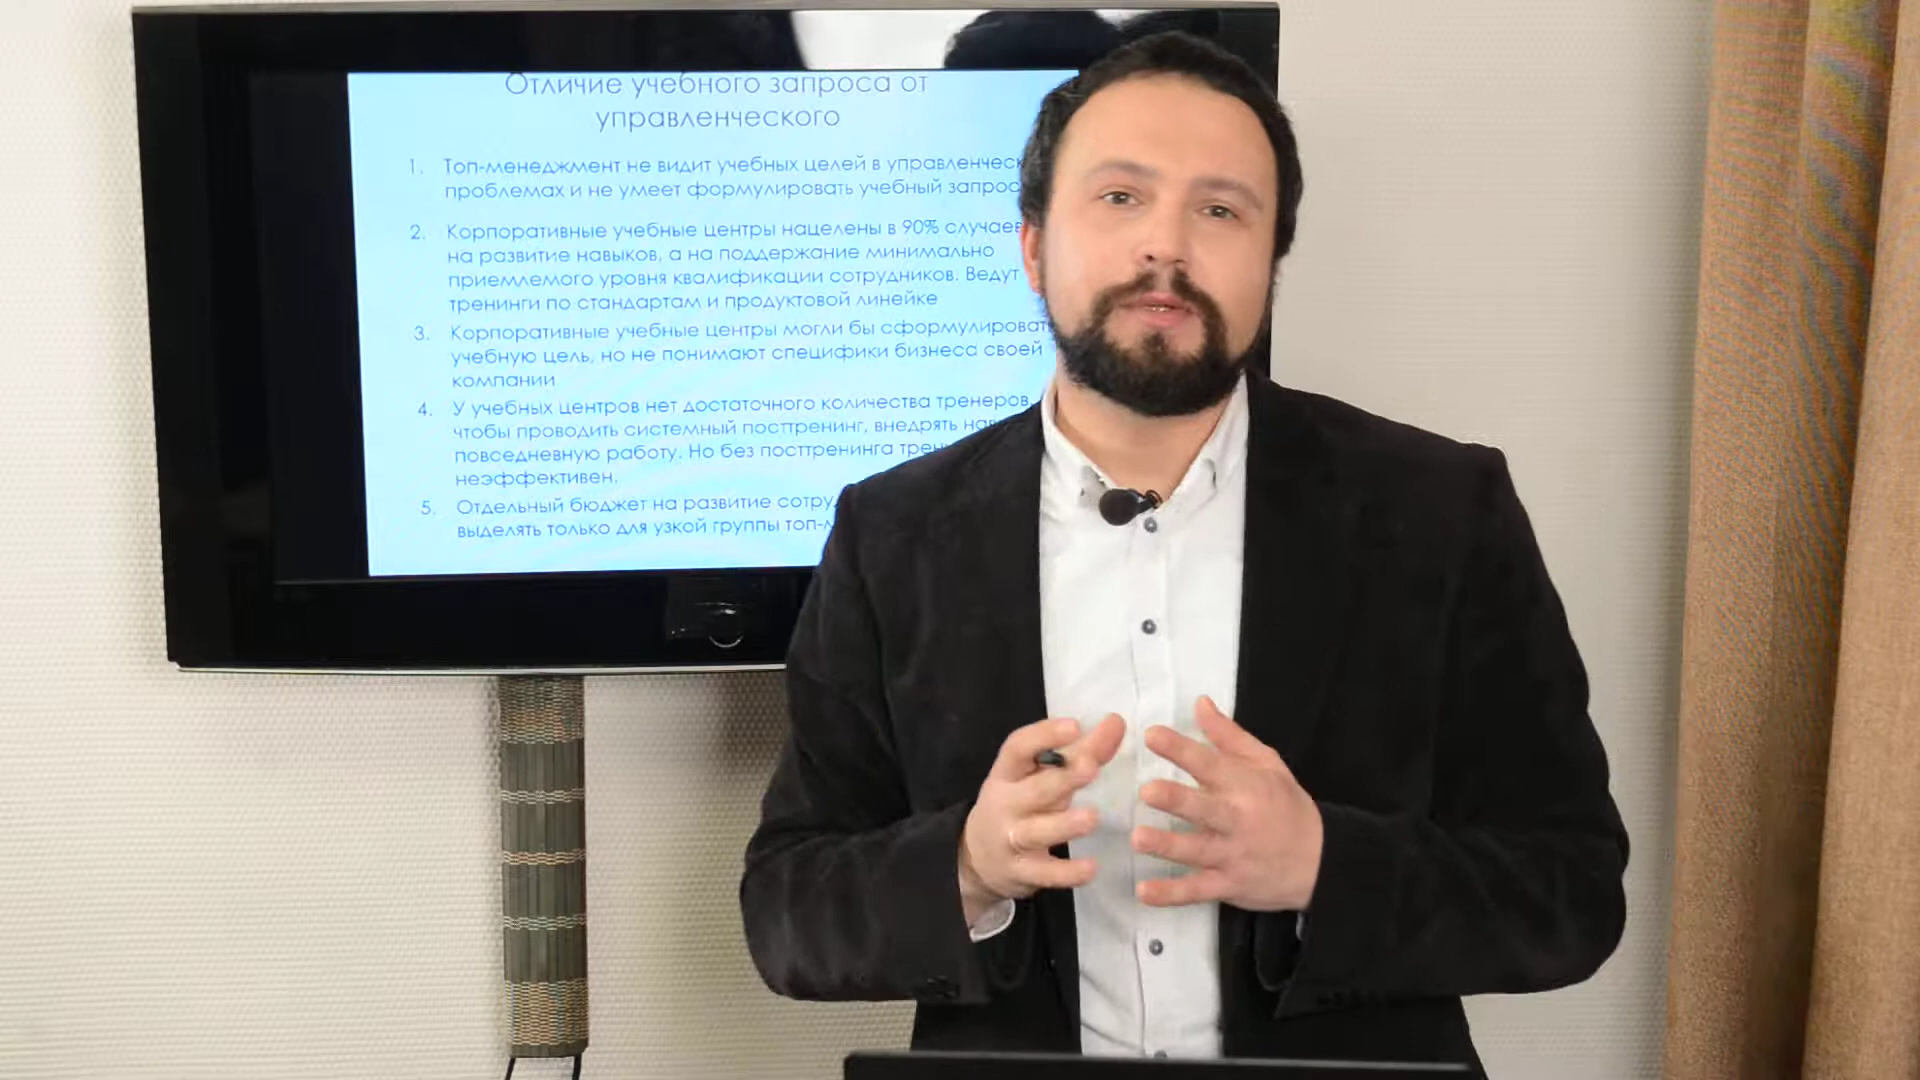 Отличие учебного запроса от
управленческого
1. Топ-менеджмент не видит учебных целей в управленческ
проблемах и не умеет формулировать учебный запрос
2. Корпоративные учебные центры нацелены в 90% случаев
на развитие навыков, а на поддержание минимально
приемлемого уровня квалификации сотрудников. Ведут
тренинги по стандартам и продуктовой линейке
3. Корпоративные учебные центры могли бы сформулироват
учебную цель, но не понимают специфики бизнеса своей
компании
4. У учебных центров нет достаточного количества тренеров,
чтобы проводить системный посттренинг, внедрять нав
повседневную работу. Но без посттренинга трен
неэффективен.
5. Отдельный бюджет на развитие сотру
выделять только для узкой группы топ-м